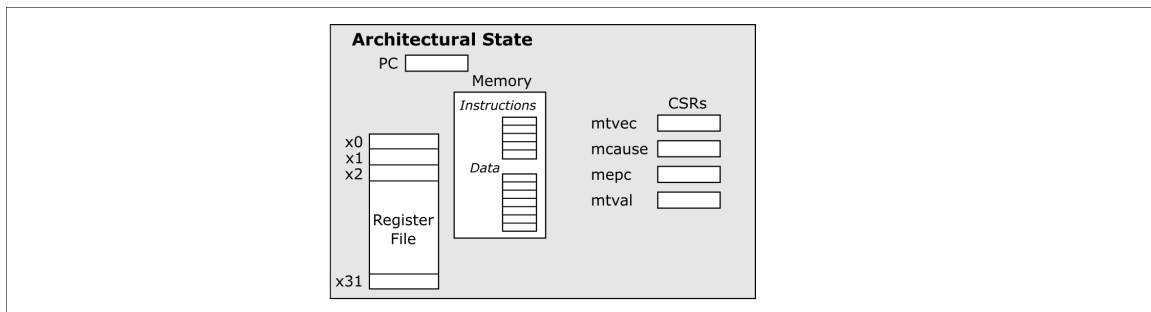 Architectural State
PC
Memory
Instructions
Data
x0
x1
x2
Register
File
x31
CSRs
mtvec
mcause
mepc
mtval